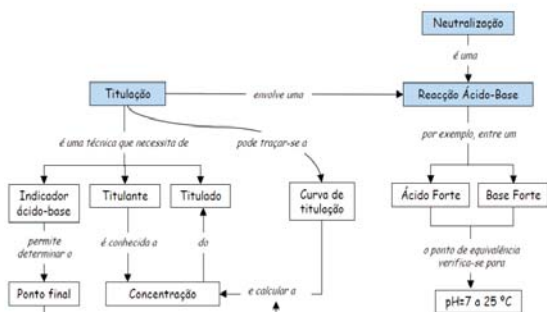 Neutralização
é uma
Titulação
envolve uma
Reacção Ácido-Base
é uma técnica que necessita de
pode traçar-se a
por exemplo, entre um
Indicador
ácido-base
Titulante
Titulado
Curva de
titulação
Ácido Forte
Base Forte
permite
determinar o
é conhecida a
do
o ponto de equivalência
verifica-se para
Ponto final
Concentração
e calcular a
pH=7 a 25 ºC